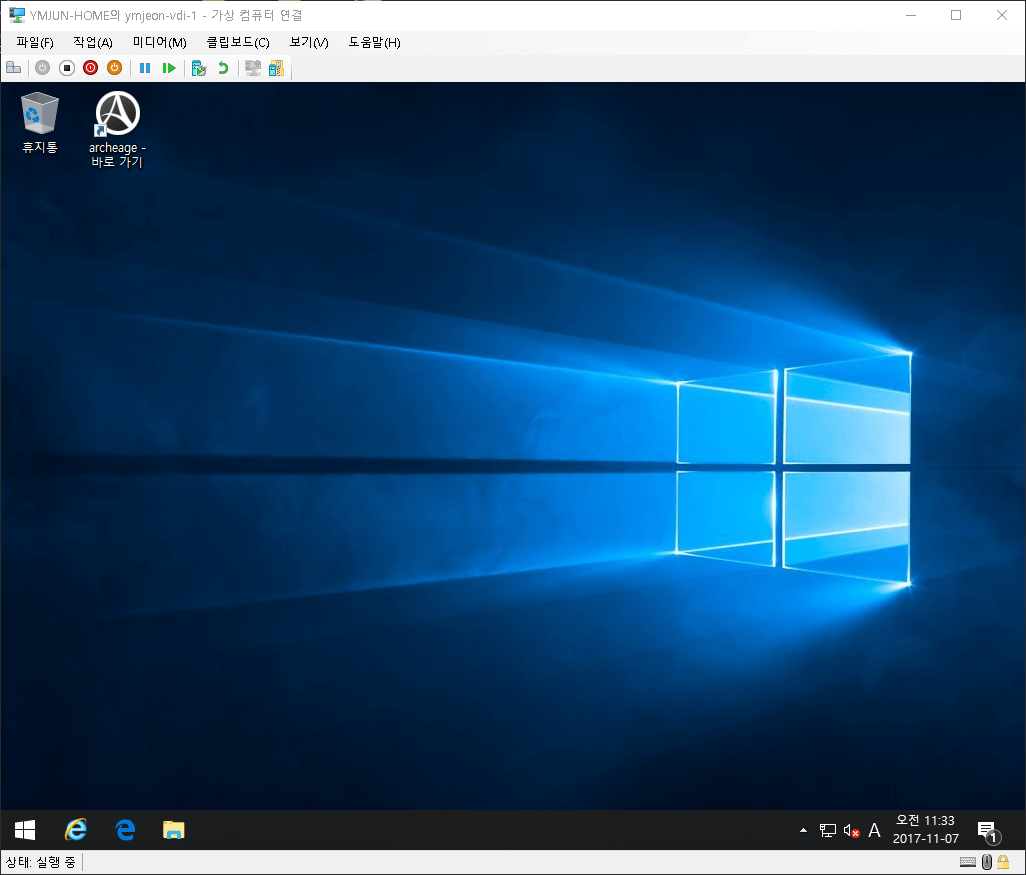 YMJUN-HOME의 ymjeon-vdi-1 - 가상 컴퓨터 연결
파일(F) 작업(A) 미디어(M) 클립보드(C) 보기(V) 도움말(H)
휴지통
archeage -
바로 가기
A
오전 11:33
2017-11-07
1
상태: 실행 중